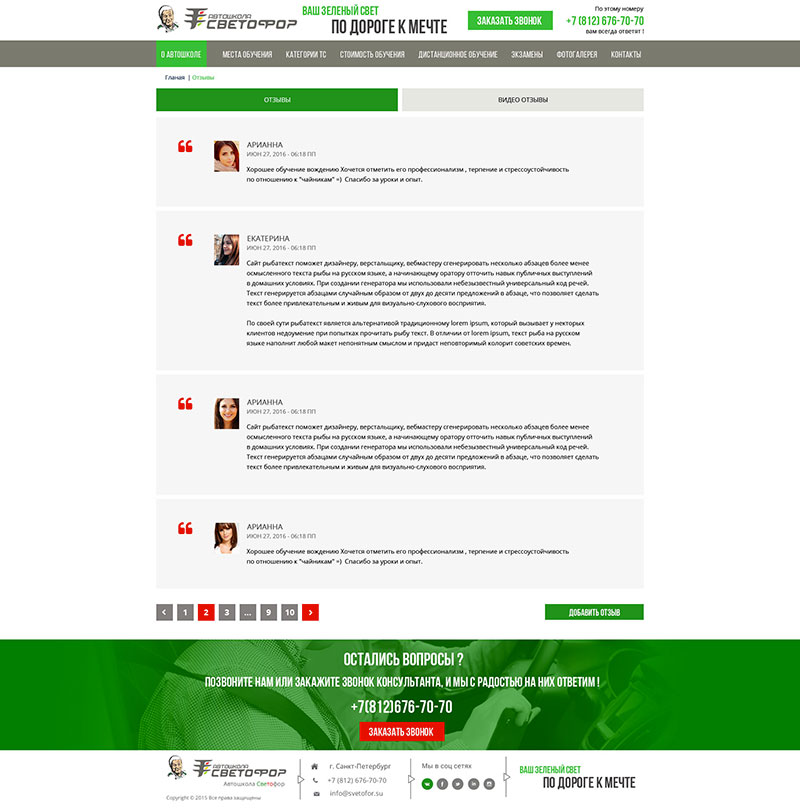 АВТОШКОЛА
СВЕТОФОР
ВАШ ЗЕЛЕНЫЙ СВЕТ
ПО ДОРОГЕ К МЕЧТЕ
ЗАКАЗАТЬ ЗВОНОК
По этому номеру
+7 (812) 676-70-70
вам всегда ответят !
О АВТОШКОЛЕ МЕСТА ОБУЧЕНИЯ КАТЕГОРИИ ТС СТОИМОСТЬ ОБУЧЕНИЯ ДИСТАНЦИОННОЕ ОБУЧЕНИЕ ЭКЗАМЕНЫ ФОТОГАЛЕРЕЯ КОНТАКТЫ
Гланая | Отзывы
ОТЗЫВЫ ВИДЕО ОТЗЫВЫ
АРИАННА
ИЮН 27, 2016 - 06:18 ПП
Хорошее обучение вождению Хочется отметить его профессионализм , терпение и стрессоустойчивость
по отношению к "чайникам" =) Спасибо за уроки и опыт.
ЕКАТЕРИНА
ИЮН 27, 2016 - 06:18 ПП
Сайт рыбатекст поможет дизайнеру, верстальщику, вебмастеру сгенерировать несколько абзацев более менее
осмысленного текста рыбы на русском языке, а начинающему оратору отточить навык публичных выступлений
в домашних условиях. При создании генератора мы использовали небезызвестный универсальный код речей.
Текст генерируется абзацами случайным образом от двух до десяти предложений в абзаце, что позволяет сделать
текст более привлекательным и живым для визуально-слухового восприятия.
По своей сути рыбатекст является альтернативой традиционному lorem ipsum, который вызывает у некторых
клиентов недоумение при попытках прочитать рыбу текст. В отличии от lorem ipsum, текст рыба на русском
языке наполнит любой макет непонятным смыслом и придаст неповторимый колорит советских времен.
АРИАННА
ИЮН 27, 2016 - 06:18 ПП
Сайт рыбатекст поможет дизайнеру, верстальщику, вебмастеру сгенерировать несколько абзацев более менее
осмысленного текста рыбы на русском языке, а начинающему оратору отточить навык публичных выступлений
в домашних условиях. При создании генератора мы использовали небезызвестный универсальный код речей.
Текст генерируется абзацами случайным образом от двух до десяти предложений в абзаце, что позволяет сделать
текст более привлекательным и живым для визуально-слухового восприятия.
АРИАННА
ИЮН 27, 2016 - 06:18 ПП
Хорошее обучение вождению Хочется отметить его профессионализм , терпение и стрессоустойчивость
по отношению к "чайникам" =) Спасибо за уроки и опыт.
1 2 3 ... 9 10
ДОБАВИТЬ ОТЗЫВ
ОСТАЛИСЬ ВОПРОСЫ ?
ПОЗВОНИТЕ НАМ ИЛИ ЗАКАЖИТЕ ЗВОНОК КОНСУЛЬТАНТА, И МЫ С РАДОСТЬЮ НА НИХ ОТВЕТИМ !
+7(812)676-70-70
ЗАКАЗАТЬ ЗВОНОК
АВТОШКОЛА
СВЕТОФОР
Автошкола Светофор
Copyright © 2015 Все права защищены
г. Санкт-Петербург
+7 (812) 676-70-70
info@svetofor.su
Мы в соц сетях
ВАШ ЗЕЛЕНЫЙ СВЕТ
ПО ДОРОГЕ К МЕЧТЕ